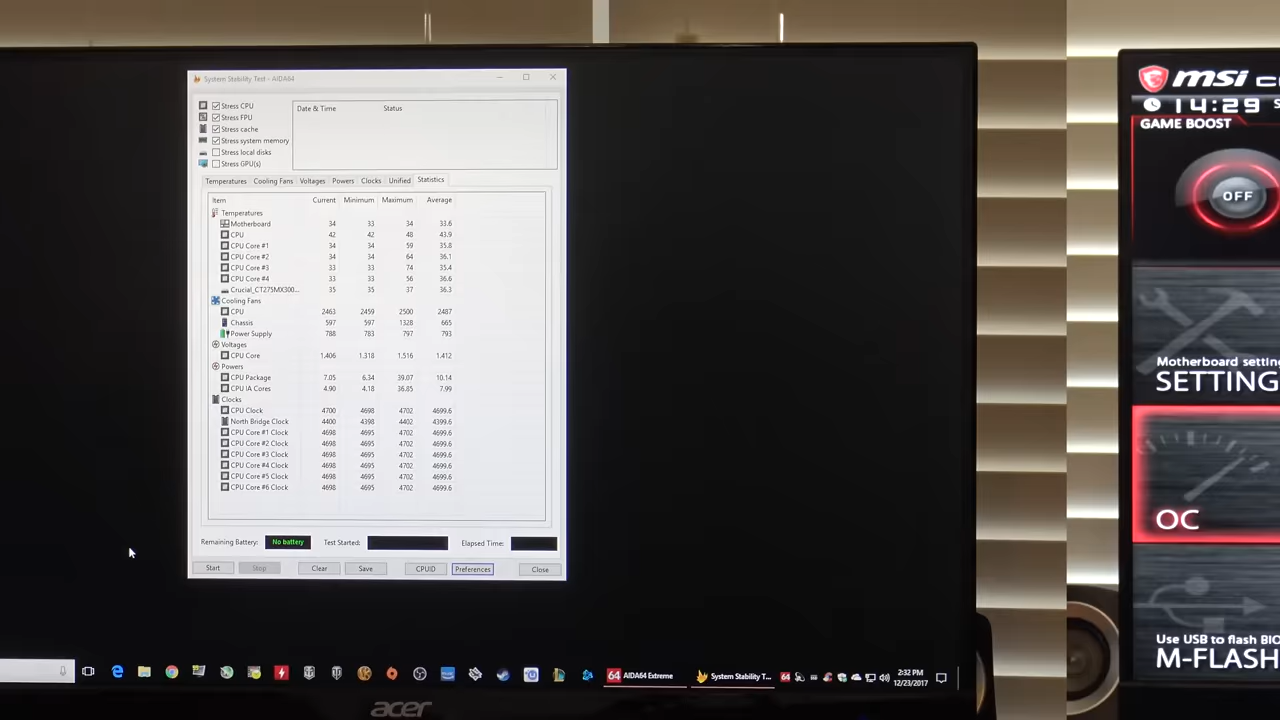 System Stability Test - AIDA64
Stress CPU
Stress FPU
Stress cache
Stress system memory
Stress local disks
Stress GPU(s)
Date & Time Status
Temperatures Cooling Fans Voltages Powers Clocks Unified Statistics
Item Current Minimum Maximum Average
Temperatures
Motherboard 34 33 34 33.6
CPU 42 42 48 43.9
CPU Core #1 34 34 59 35.8
CPU Core #2 34 34 64 36.1
CPU Core #3 33 33 74 35.4
CPU Core #4 33 33 56 36.6
Crucial_CT275MX300... 35 35 37 36.3
Cooling Fans
CPU 2463 2459 2500 2487
Chassis 597 597 1328 665
Power Supply 788 783 797 793
Voltages
CPU Core 1.406 1.318 1.516 1.412
Powers
CPU Package 7.05 6.34 39.07 10.14
CPU IA Cores 4.90 4.18 36.85 7.99
Clocks
CPU Clock 4700 4698 4702 4699.6
North Bridge Clock 4400 4398 4402 4399.6
CPU Core #1 Clock 4698 4695 4702 4699.6
CPU Core #2 Clock 4698 4695 4702 4699.6
CPU Core #3 Clock 4698 4695 4702 4699.6
CPU Core #4 Clock 4698 4695 4702 4699.6
CPU Core #5 Clock 4698 4695 4702 4699.6
CPU Core #6 Clock 4698 4695 4702 4699.6
Remaining Battery: No battery Test Started: Elapsed Time:
Start Stop Clear Save CPUID Preferences Close
64 AIDA64 Extreme System Stability T... 64 2:32 PM
12/23/2017
acer
msi
14:29
GAME BOOST
OFF
Motherboard settin
SETTING
OC
Use USB to flash BIO
M-FLASH